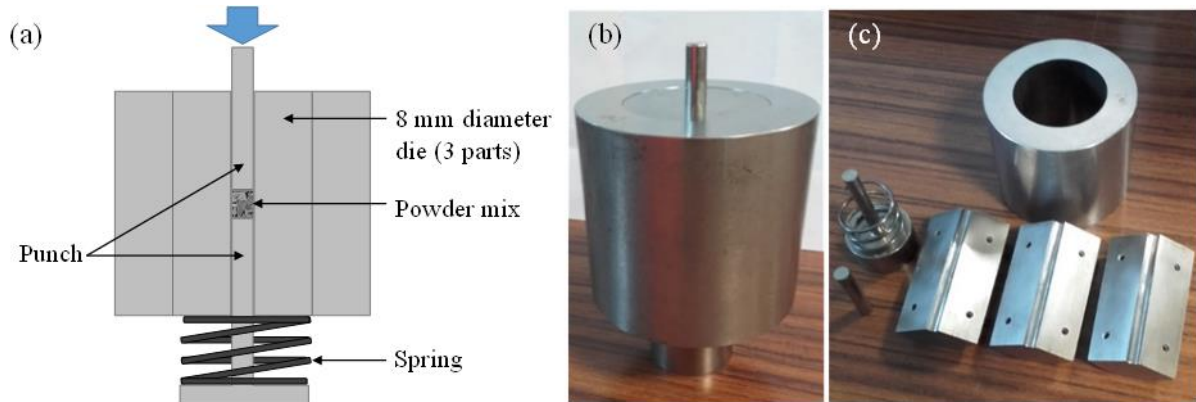 (a)
8 mm diameter
die (3 parts)
Powder mix
Punch
Spring
(b)
(c)